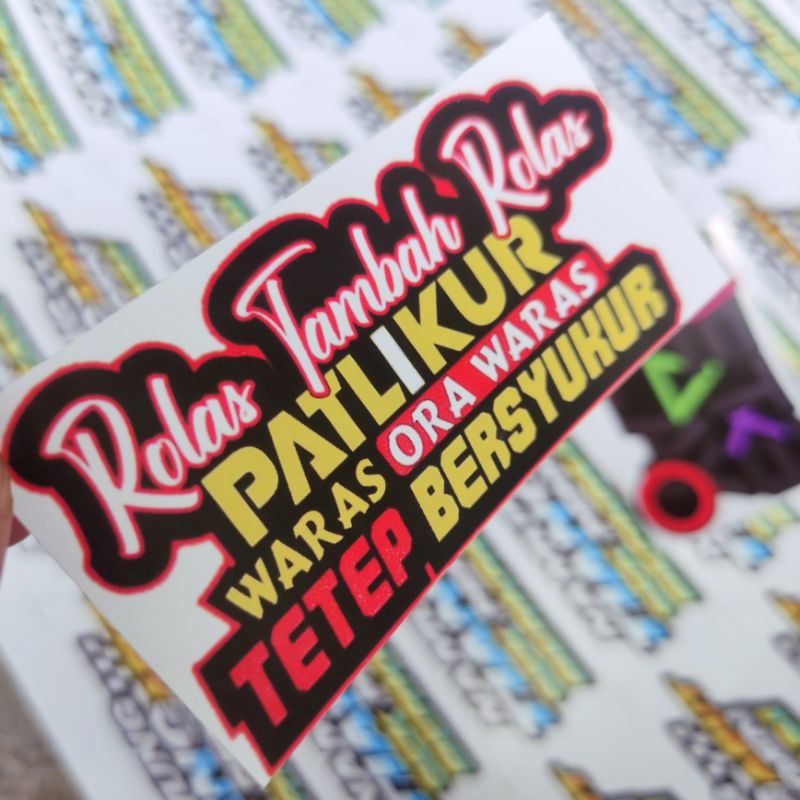 Rolas Tambah Rolas
PATLIKUR
WARAS ORA WARAS
TETEP BERSYUKUR